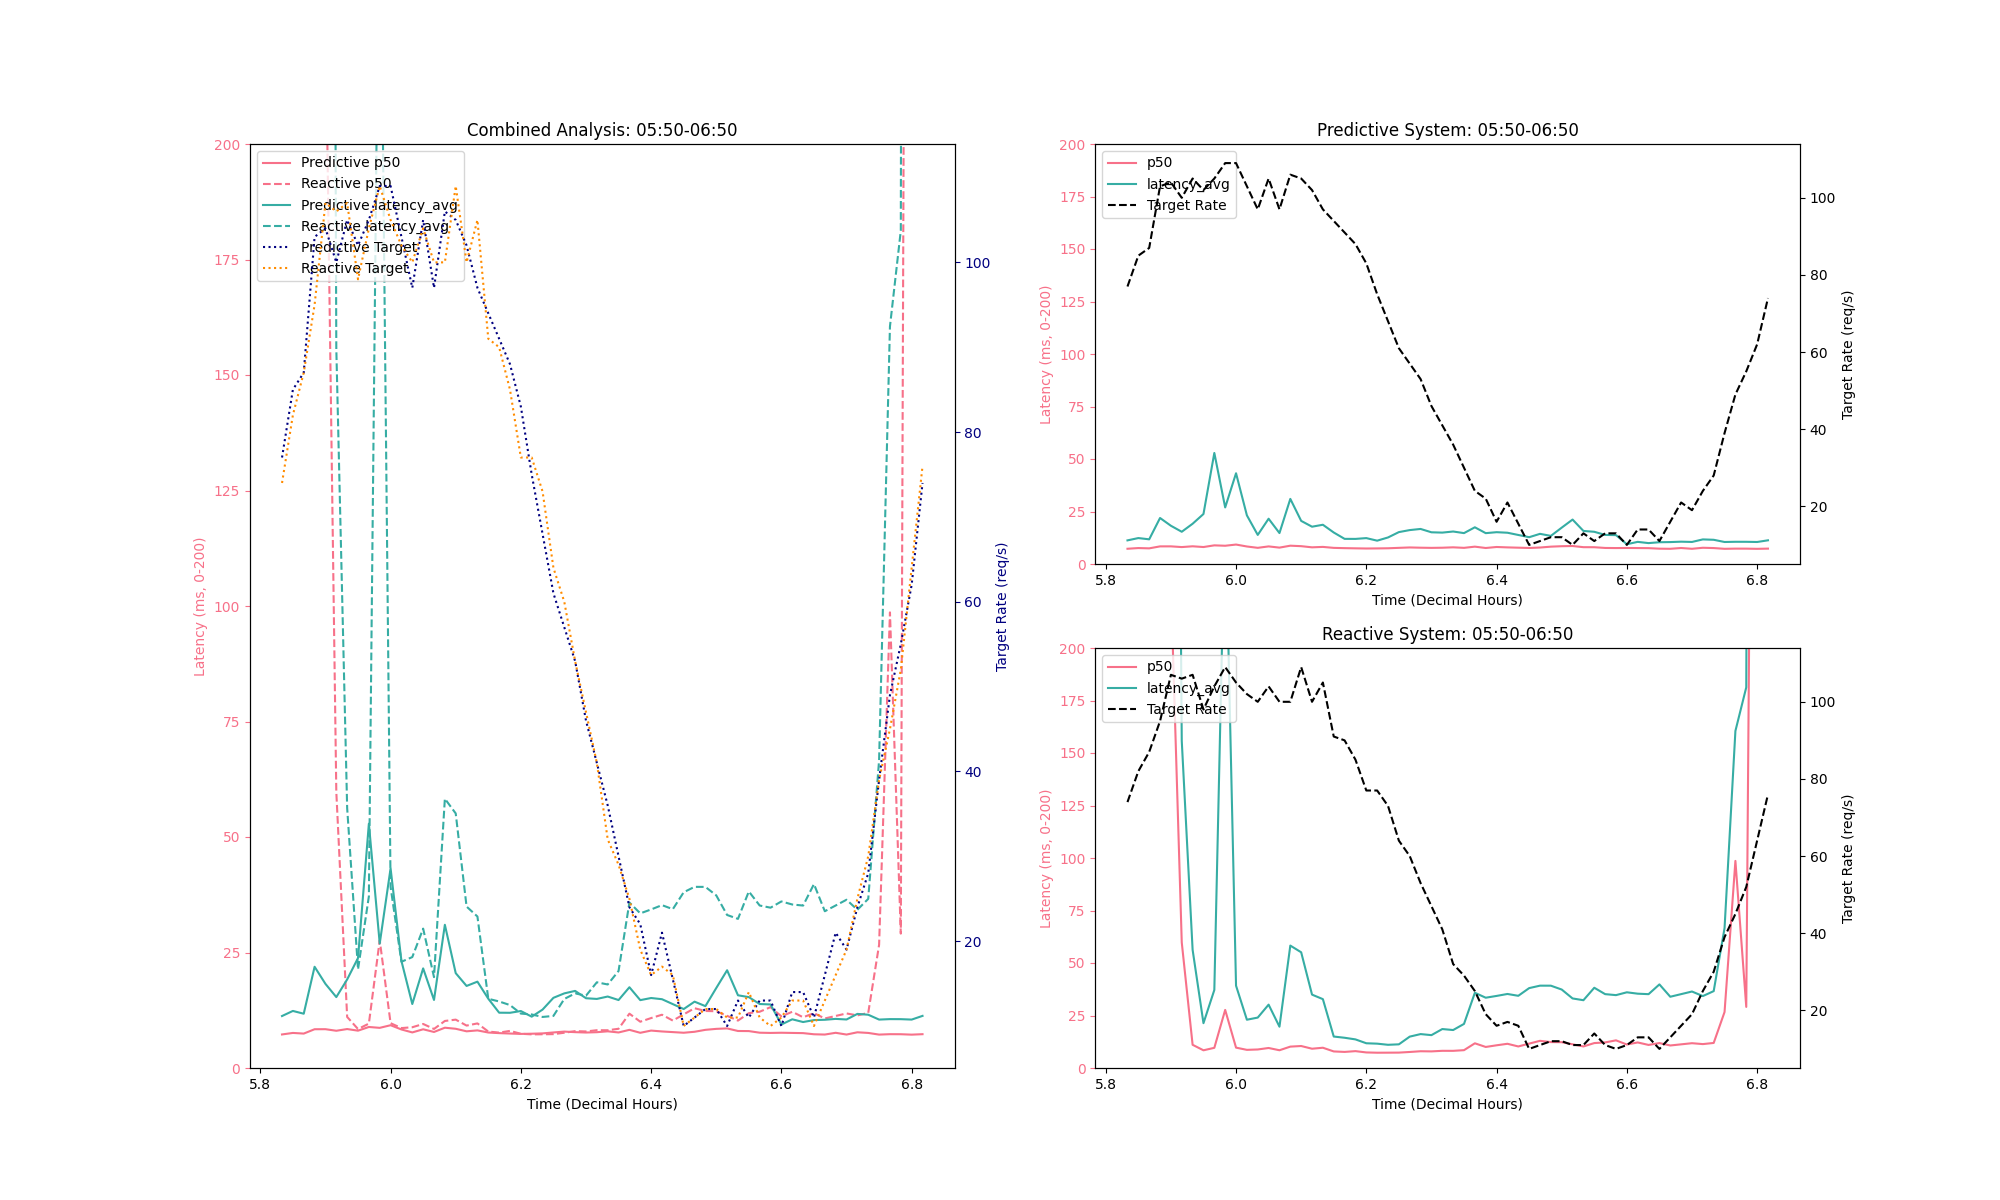 Combined Analysis: 05:50-06:50
Predictive p50
Reactive p50
Predictive latency_avg
Reactive latency_avg
Predictive Target
Reactive Target
200
175
150
125
100
75
50
25
0
Latency (ms, 0-200)
100
80
60
40
20
Target Rate (req/s)
5.8 6.0 6.2 6.4 6.6 6.8
Time (Decimal Hours)
Predictive System: 05:50-06:50
p50
latency_avg
Target Rate
200
175
150
125
100
75
50
25
0
Latency (ms, 0-200)
100
80
60
40
20
Target Rate (req/s)
5.8 6.0 6.2 6.4 6.6 6.8
Time (Decimal Hours)
Reactive System: 05:50-06:50
p50
latency_avg
Target Rate
200
175
150
125
100
75
50
25
0
Latency (ms, 0-200)
100
80
60
40
20
Target Rate (req/s)
5.8 6.0 6.2 6.4 6.6 6.8
Time (Decimal Hours)